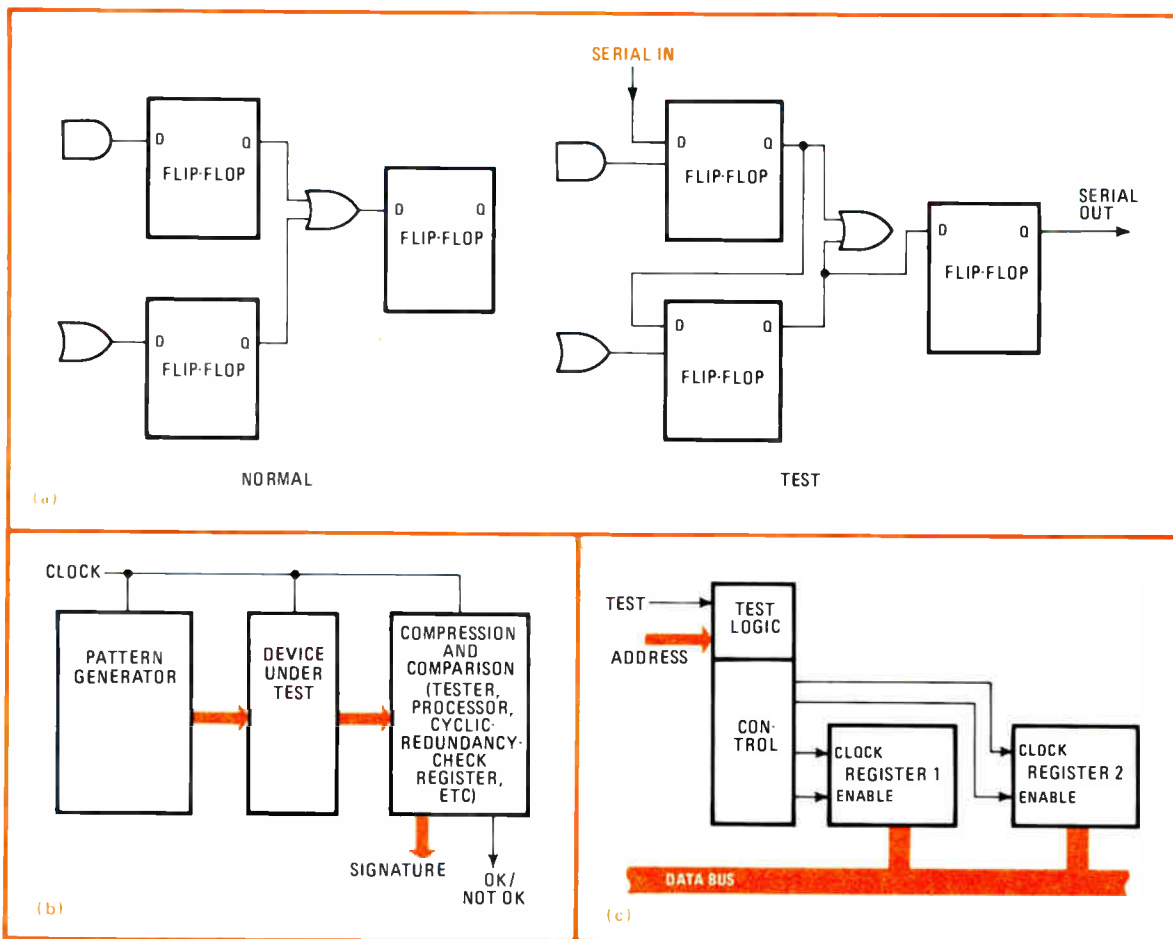 SERIAL IN
D Q
FLIP-FLOP
D Q
FLIP-FLOP
D Q
FLIP-FLOP
NORMAL
D Q
FLIP-FLOP
D Q
FLIP-FLOP
D Q
FLIP-FLOP
SERIAL
OUT
TEST
(a)
CLOCK
PATTERN
GENERATOR
DEVICE
UNDER
TEST
COMPRESSION
AND
COMPARISON
(TESTER,
PROCESSOR,
CYCLIC-
REDUNDANCY-
CHECK
REGISTER,
ETC)
SIGNATURE
OK/
NOT OK
(b)
TEST
ADDRESS
TEST
LOGIC
CON-
TROL
CLOCK
REGISTER 1
ENABLE
CLOCK
REGISTER 2
ENABLE
DATA BUS
(c)